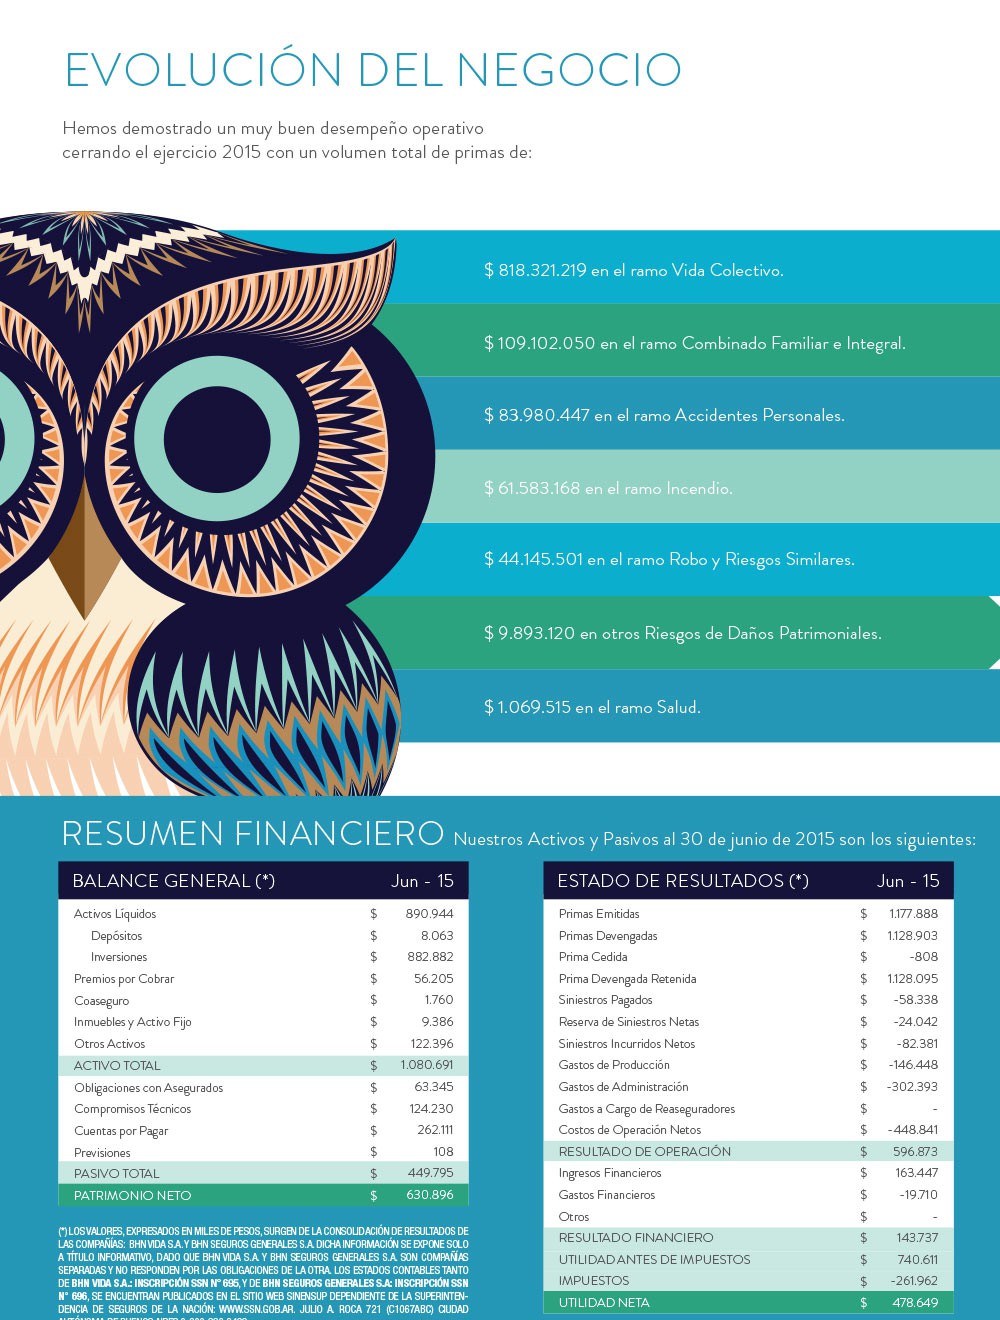 EVOLUCIÓN DEL NEGOCIO
Hemos demostrado un muy buen desempeño operativo
cerrando el ejercicio 2015 con un volumen total de primas de:
$ 818.321.219 en el ramo Vida Colectivo.
$ 109.102.050 en el ramo Combinado Familiar e Integral.
$ 83.980.447 en el ramo Accidentes Personales.
$ 61.583.168 en el ramo Incendio.
$ 44.145.501 en el ramo Robo y Riesgos Similares.
$ 9.893.120 en otros Riesgos de Daños Patrimoniales.
$ 1.069.515 en el ramo Salud.
RESUMEN FINANCIERO Nuestros Activos y Pasivos al 30 de junio de 2015 son los siguientes:
BALANCE GENERAL (*) Jun - 15
Activos Líquidos $ 890.944
Depósitos $ 8.063
Inversiones $ 882.882
Premios por Cobrar $ 56.205
Coaseguro $ 1.760
Inmuebles y Activo Fijo $ 9.386
Otros Activos $ 122.396
ACTIVO TOTAL $ 1.080.691
Obligaciones con Asegurados $ 63.345
Compromisos Técnicos $ 124.230
Cuentas por Pagar $ 262.111
Previsiones $ 108
PASIVO TOTAL $ 449.795
PATRIMONIO NETO $ 630.896
(*) LOS VALORES, EXPRESADOS EN MILES DE PESOS, SURGEN DE LA CONSOLIDACIÓN DE RESULTADOS DE
LAS COMPAÑÍAS: BHN VIDA S.A. Y BHN SEGUROS GENERALES S.A. DICHA INFORMACIÓN SE EXPONE SOLO
A TÍTULO INFORMATIVO, DADO QUE BHN VIDA S.A. Y BHN SEGUROS GENERALES S.A. SON COMPAÑÍAS
SEPARADAS Y NO RESPONDEN POR LAS OBLIGACIONES DE LA OTRA. LOS ESTADOS CONTABLES TANTO
DE BHN VIDA S.A.: INSCRIPCIÓN SSN N° 695, Y DE BHN SEGUROS GENERALES S.A: INSCRIPCIÓN SSN
N° 696, SE ENCUENTRAN PUBLICADOS EN EL SITIO WEB SINENSUP DEPENDIENTE DE LA SUPERINTEN-
DENCIA DE SEGUROS DE LA NACIÓN: WWW.SSN.GOB.AR. JULIO A. ROCA 721 (C1067ABC) CIUDAD
ESTADO DE RESULTADOS (*) Jun - 15
Primas Emitidas $ 1.177.888
Primas Devengadas $ 1.128.903
Prima Cedida $ -808
Prima Devengada Retenida $ 1.128.095
Siniestros Pagados $ -58.338
Reserva de Siniestros Netas $ -24.042
Siniestros Incurridos Netos $ -82.381
Gastos de Producción $ -146.448
Gastos de Administración $ -302.393
Gastos a Cargo de Reaseguradores $ -
Costos de Operación Netos $ -448.841
RESULTADO DE OPERACIÓN $ 596.873
Ingresos Financieros $ 163.447
Gastos Financieros $ -19.710
Otros $ -
RESULTADO FINANCIERO $ 143.737
UTILIDAD ANTES DE IMPUESTOS $ 740.611
IMPUESTOS $ -261.962
UTILIDAD NETA $ 478.649